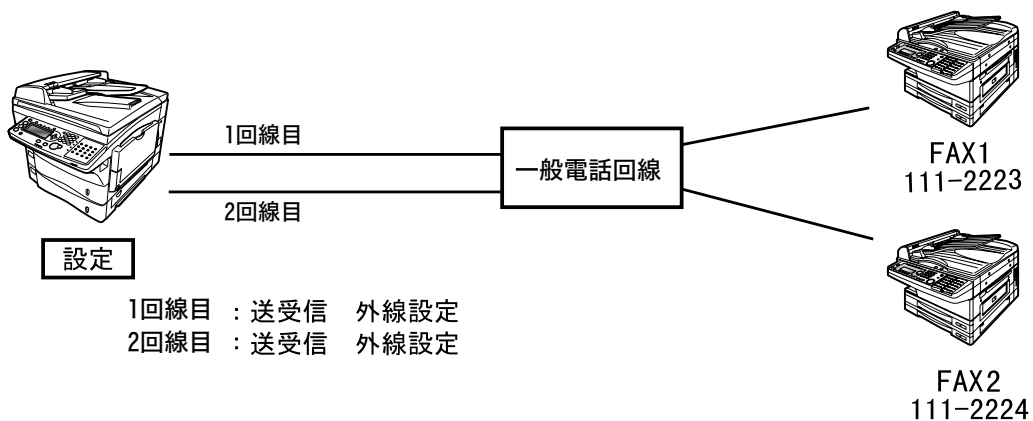 1回線目
一般電話回線
2回線目
FAX1
111-2223
設定
1回線目 : 送受信 外線設定
2回線目 : 送受信 外線設定
FAX2
111-2224